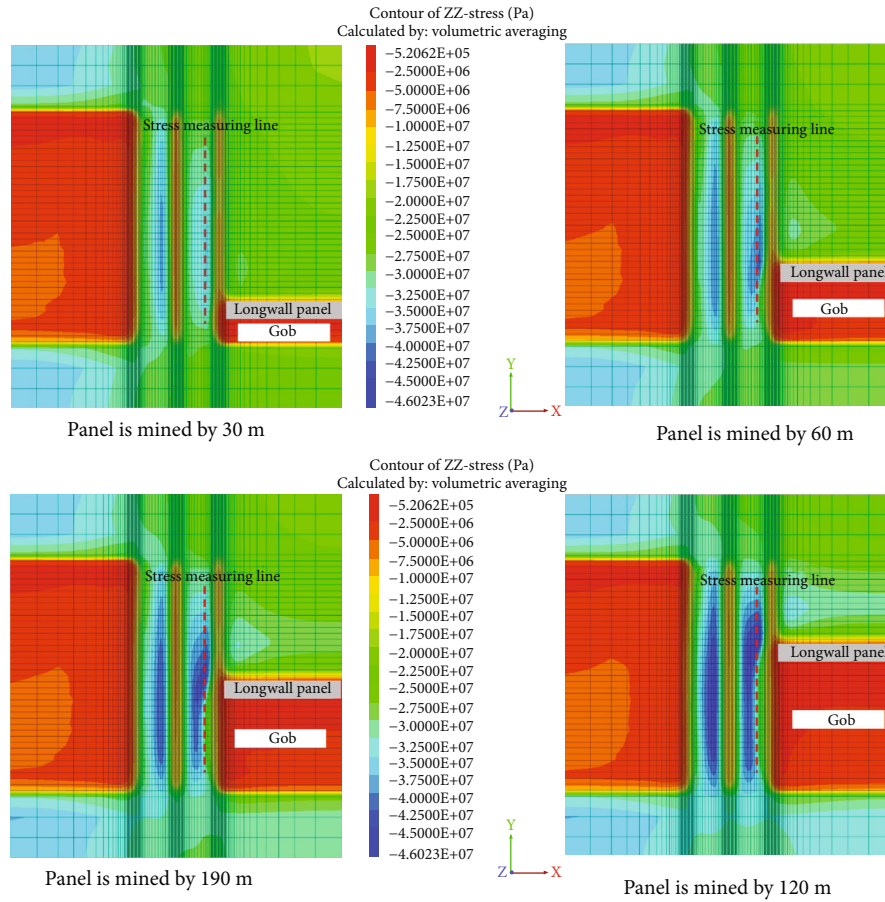 Contour of ZZ-stress (Pa)
Calculated by: volumetric averaging
−5.2062E+05
−2.5000E+06
−5.0000E+06
−7.5000E+06
−1.0000E+07
−1.2500E+07
−1.5000E+07
−1.7500E+07
−2.0000E+07
−2.2500E+07
−2.5000E+07
−2.7500E+07
−3.0000E+07
−3.2500E+07
−3.5000E+07
−3.7500E+07
−4.0000E+07
−4.2500E+07
−4.5000E+07
−4.6023E+07
Stress measuring line
Longwall panel
Gob
Panel is mined by 30 m
Y
Z
X
Stress measuring line
Longwall panel
Gob
Panel is mined by 60 m
Contour of ZZ-stress (Pa)
Calculated by: volumetric averaging
−5.2062E+05
−2.5000E+06
−5.0000E+06
−7.5000E+06
−1.0000E+07
−1.2500E+07
−1.5000E+07
−1.7500E+07
−2.0000E+07
−2.2500E+07
−2.5000E+07
−2.7500E+07
−3.0000E+07
−3.2500E+07
−3.5000E+07
−3.7500E+07
−4.0000E+07
−4.2500E+07
−4.5000E+07
−4.6023E+07
Stress measuring line
Longwall panel
Gob
Panel is mined by 190 m
Y
Z
X
Stress measuring line
Longwall panel
Gob
Panel is mined by 120 m